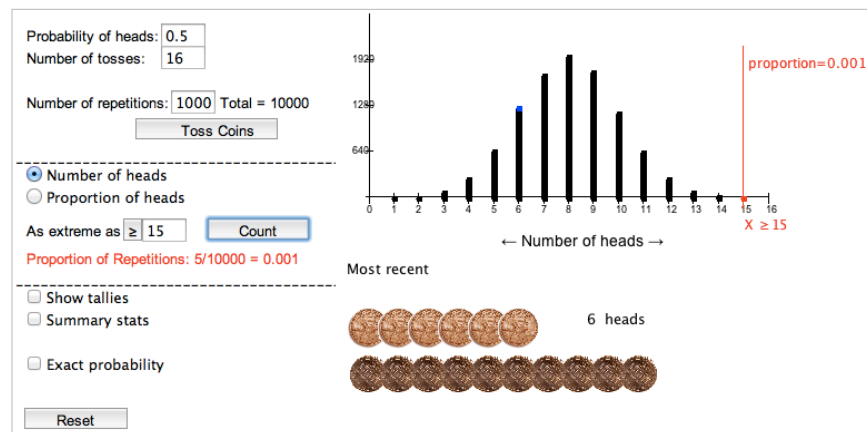 Probability of heads: 0.5
Number of tosses: 16
Number of repetitions: 1000 Total = 10000
Toss Coins
Number of heads
Proportion of heads
As extreme as ≥ 15 Count
Proportion of Repetitions: 5/10000 = 0.001
Show tallies
Summary stats
Exact probability
Reset
1920
1280
640
proportion=0.001
0 1 2 3 4 5 6 7 8 9 10 11 12 13 14 15 16
X ≥ 15
← Number of heads →
Most recent
6 heads